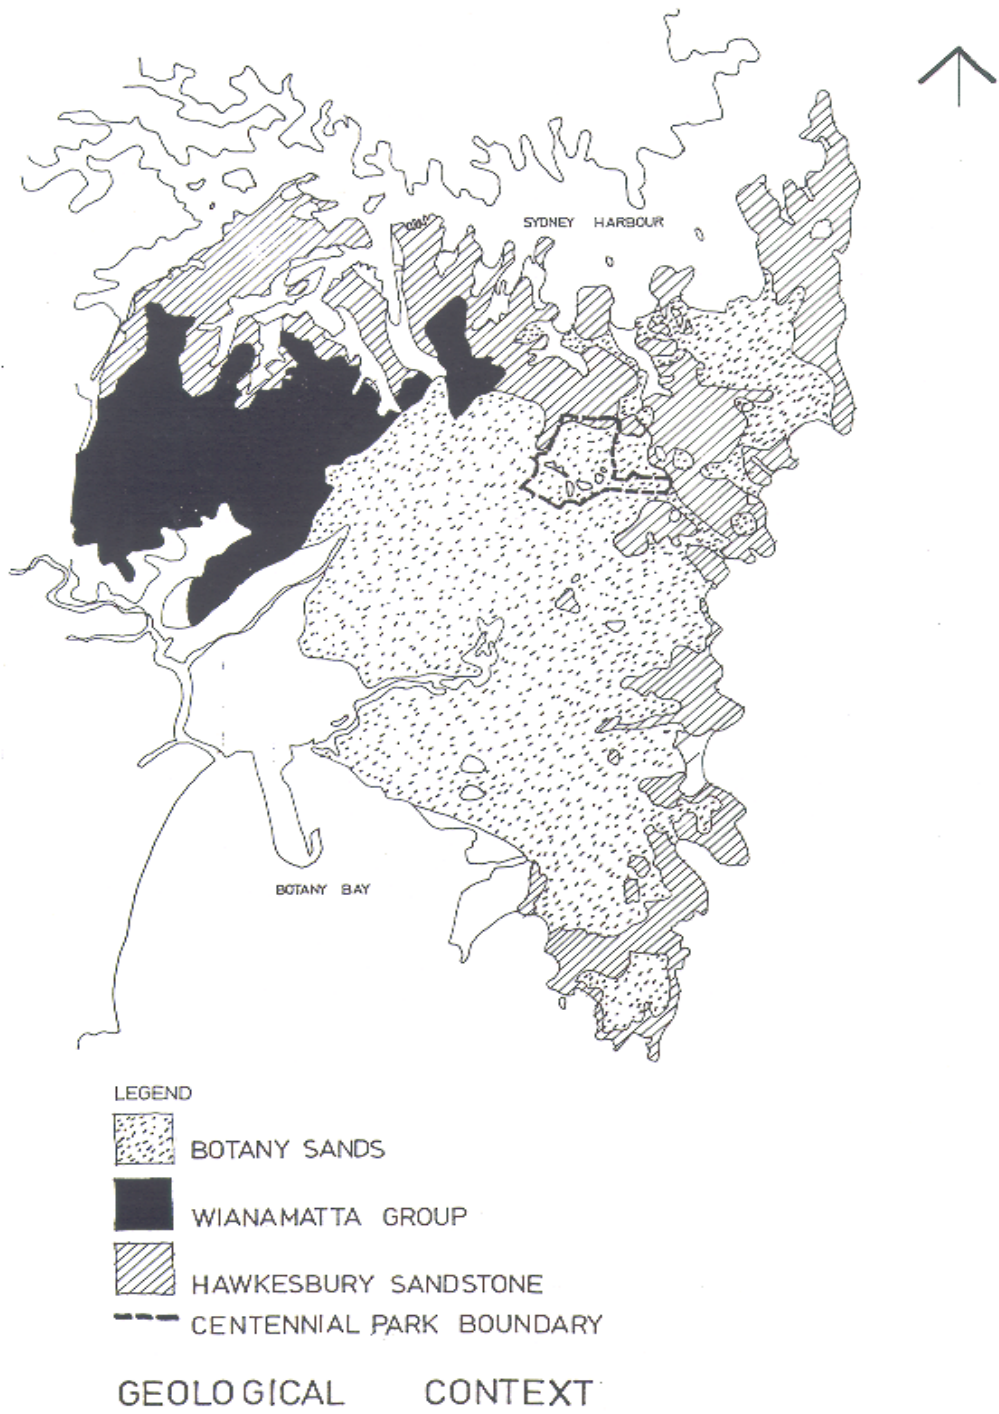 SYDNEY HARBOUR
BOTANY BAY
LEGEND
BOTANY SANDS
WIANAMATTA GROUP
HAWKESBURY SANDSTONE
CENTENNIAL PARK BOUNDARY
GEOLOGICAL CONTEXT